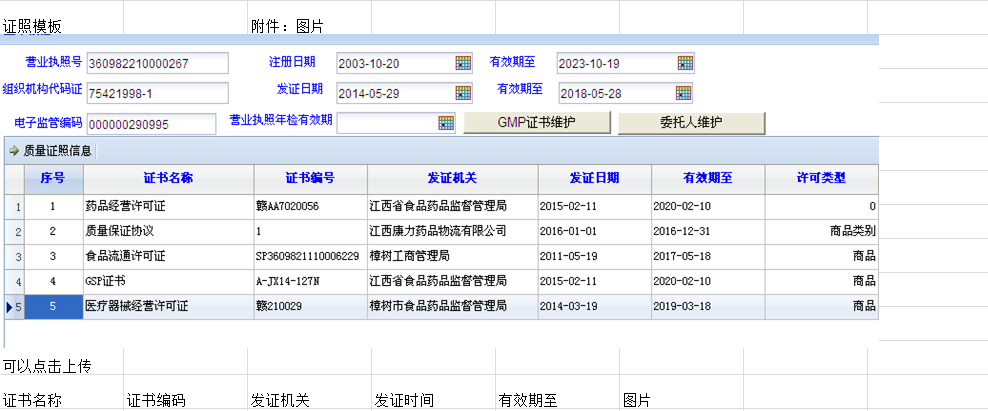 证照模板 附件：图片
营业执照号 360982210000267 注册日期 2003-10-20 有效期至 2023-10-19
组织机构代码证 75421998-1 发证日期 2014-05-29 有效期至 2018-05-28
电子监管编码 000000290995 营业执照年检有效期 GMP证书维护 委托人维护
质量证照信息
序号 证书名称 证书编号 发证机关 发证日期 有效期至 许可类型
1 1 药品经营许可证 赣AA7020056 江西省食品药品监督管理局 2015-02-11 2020-02-10 0
2 2 质量保证协议 1 江西康力药品物流有限公司 2016-01-01 2016-12-31 商品类别
3 3 食品流通许可证 SP3609821110006229 樟树工商管理局 2011-05-19 2017-05-18 商品
4 4 GSP证书 A-JX14-127N 江西省食品药品监督管理局 2015-02-11 2020-02-10 商品
5 5 医疗器械经营许可证 赣210029 樟树市食品药品监督管理局 2014-03-19 2019-03-18 商品
可以点击上传
证书名称 证书编码 发证机关 发证时间 有效期至 图片